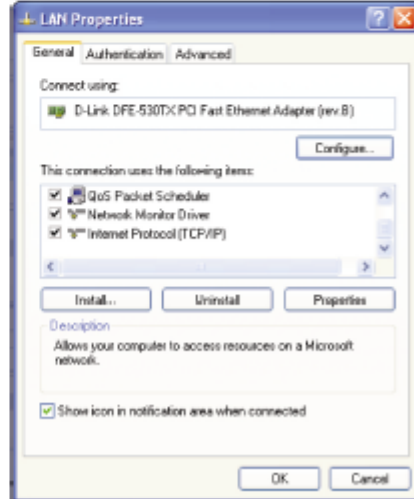 LAN Properties
General Authentication Advanced
Connect using:
D-Link DFE-530TX PCI Fast Ethernet Adapter (rev.B)
Configure...
This connection uses the following items:
QoS Packet Scheduler
Network Monitor Driver
Internet Protocol (TCP/IP)
Install... Uninstall Properties
Description
Allows your computer to access resources on a Microsoft
network.
Show icon in notification area when connected
OK Cancel